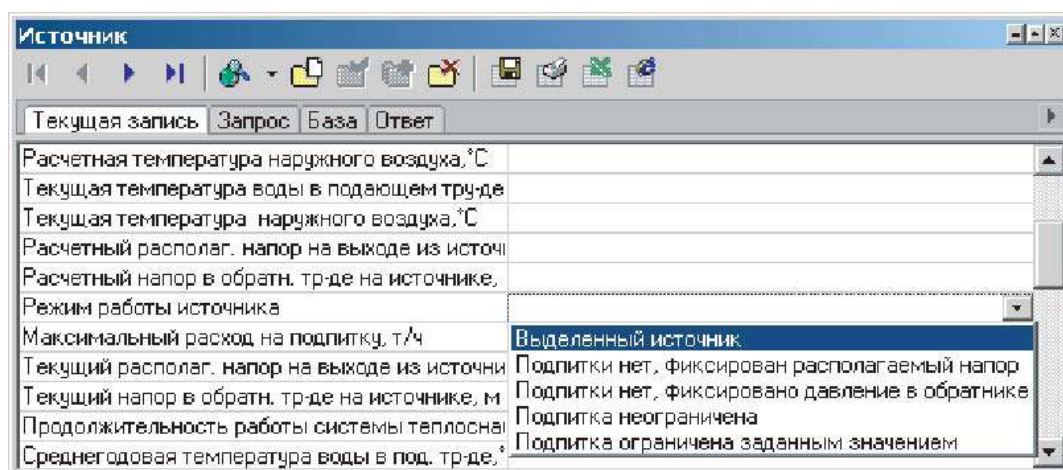 Источник
Текущая запись Запрос База Ответ
Расчетная температура наружного воздуха,°C
Текущая температура воды в подающем тру-де
Текущая температура наружного воздуха,°C
Расчетный располаг. напор на выходе из источ
Расчетный напор в обратн. тр-де на источнике,
Режим работы источника
Максимальный расход на подпитку, т/ч
Выделенный источник
Текущий располаг. напор на выходе из источни
Подпитки нет, фиксирован располагаемый напор
Текущий напор в обратн. тр-де на источнике, м
Подпитки нет, фиксировано давление в обратнике
Продолжительность работы системы теплосна
Подпитка неограничена
Среднегодовая температура воды в под. тр-де,°
Подпитка ограничена заданным значением